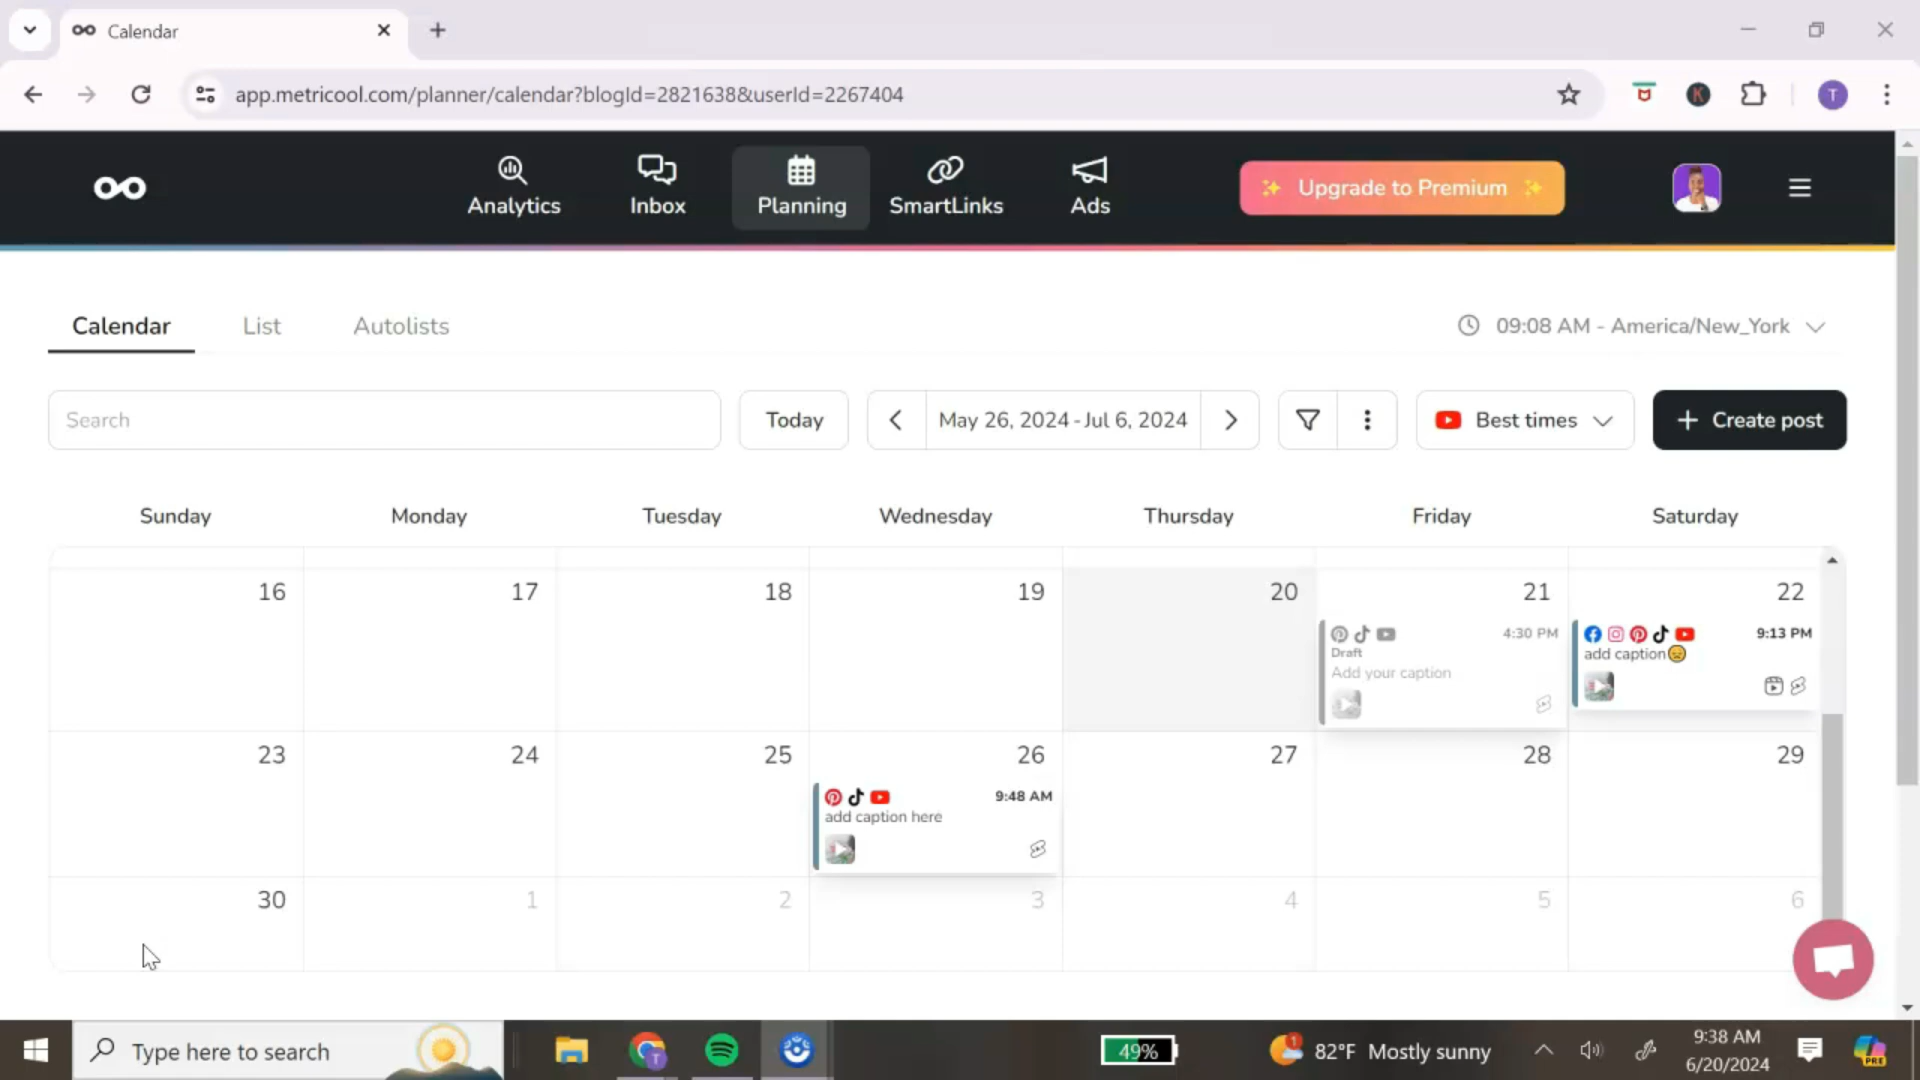 Calendar
app.metricool.com/planner/calendar?blogId=2821638&userId=2267404
K
T
Analytics
Inbox
Planning
SmartLinks
Ads
Upgrade to Premium
Calendar
List
Autolists
09:08 AM - America/New_York
Search
Today
May 26, 2024 - Jul 6, 2024
Best times
+ Create post
Sunday
Monday
Tuesday
Wednesday
Thursday
Friday
Saturday
16
17
18
19
20
21
22
4:30 PM
Draft
Add your caption
9:13 PM
add caption😣
23
24
25
26
27
28
29
9:48 AM
add caption here
30
1
2
3
4
5
6
Type here to search
T
49%
1
82°F Mostly sunny
9:38 AM
6/20/2024
PRE